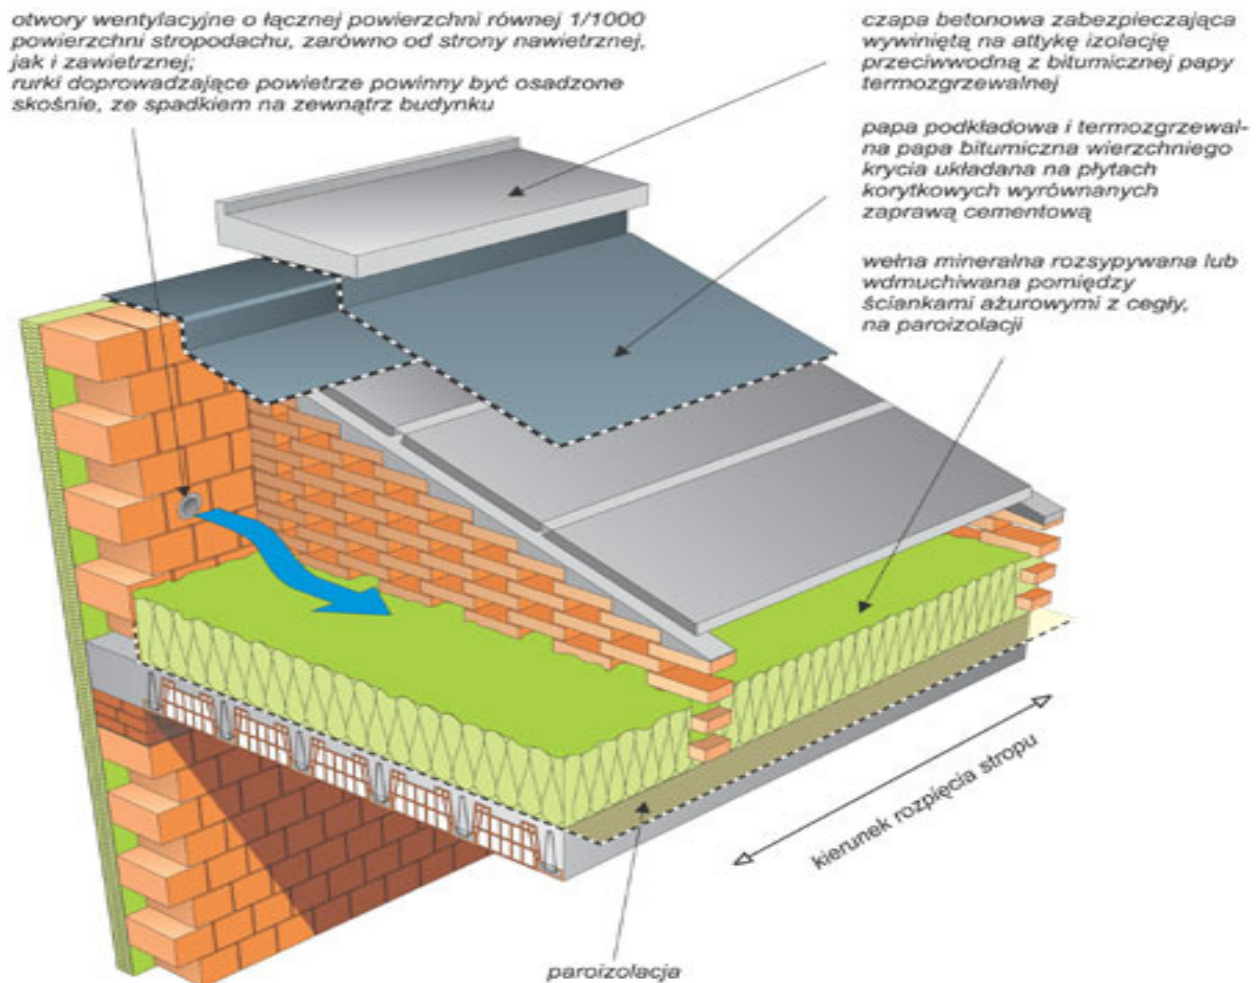 otwory wentylacyjne o łącznej powierzchni równej 1/1000
powierzchni stropodachu, zarówno od strony nawietrznej,
jak i zawietrznej;
rurki doprowadzające powietrze powinny być osadzone
skośnie, ze spadkiem na zewnątrz budynku
czapa betonowa zabezpieczająca
wywiniętą na attykę izolację
przeciwwodną z bitumicznej papy
termozgrzewalnej
papa podkładowa i termozgrzewal-
na papa bitumiczna wierzchniego
krycia układana na płytach
korytkowych wyrównanych
zaprawą cementową
wełna mineralna rozsypywana lub
wdmuchiwana pomiędzy
ściankami ażurowymi z cegły,
na paroizolacji
kierunek rozpięcia stropu
paroizolacja